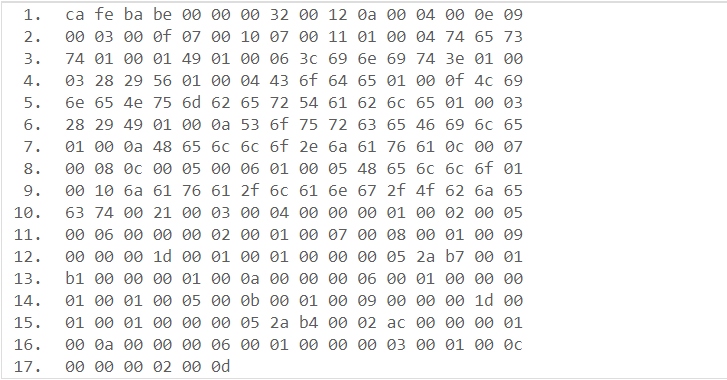 1. ca fe ba be 00 00 00 32 00 12 0a 00 04 00 0e 09
2. 00 03 00 0f 07 00 10 07 00 11 01 00 04 74 65 73
3. 74 01 00 01 49 01 00 06 3c 69 6e 69 74 3e 01 00
4. 03 28 29 56 01 00 04 43 6f 64 65 01 00 0f 4c 69
5. 6e 65 4e 75 6d 62 65 72 54 61 62 6c 65 01 00 03
6. 28 29 49 01 00 0a 53 6f 75 72 63 65 46 69 6c 65
7. 01 00 0a 48 65 6c 6c 6f 2e 6a 61 76 61 0c 00 07
8. 00 08 0c 00 05 00 06 01 00 05 48 65 6c 6c 6f 01
9. 00 10 6a 61 76 61 2f 6c 61 6e 67 2f 4f 62 6a 65
10. 63 74 00 21 00 03 00 04 00 00 00 01 00 02 00 05
11. 00 06 00 00 00 02 00 01 00 07 00 08 00 01 00 09
12. 00 00 00 1d 00 01 00 01 00 00 00 05 2a b7 00 01
13. b1 00 00 00 01 00 0a 00 00 00 06 00 01 00 00 00
14. 01 00 01 00 05 00 0b 00 01 00 09 00 00 00 1d 00
15. 01 00 01 00 00 00 05 2a b4 00 02 ac 00 00 00 01
16. 00 0a 00 00 00 06 00 01 00 00 00 03 00 01 00 0c
17. 00 00 00 02 00 0d